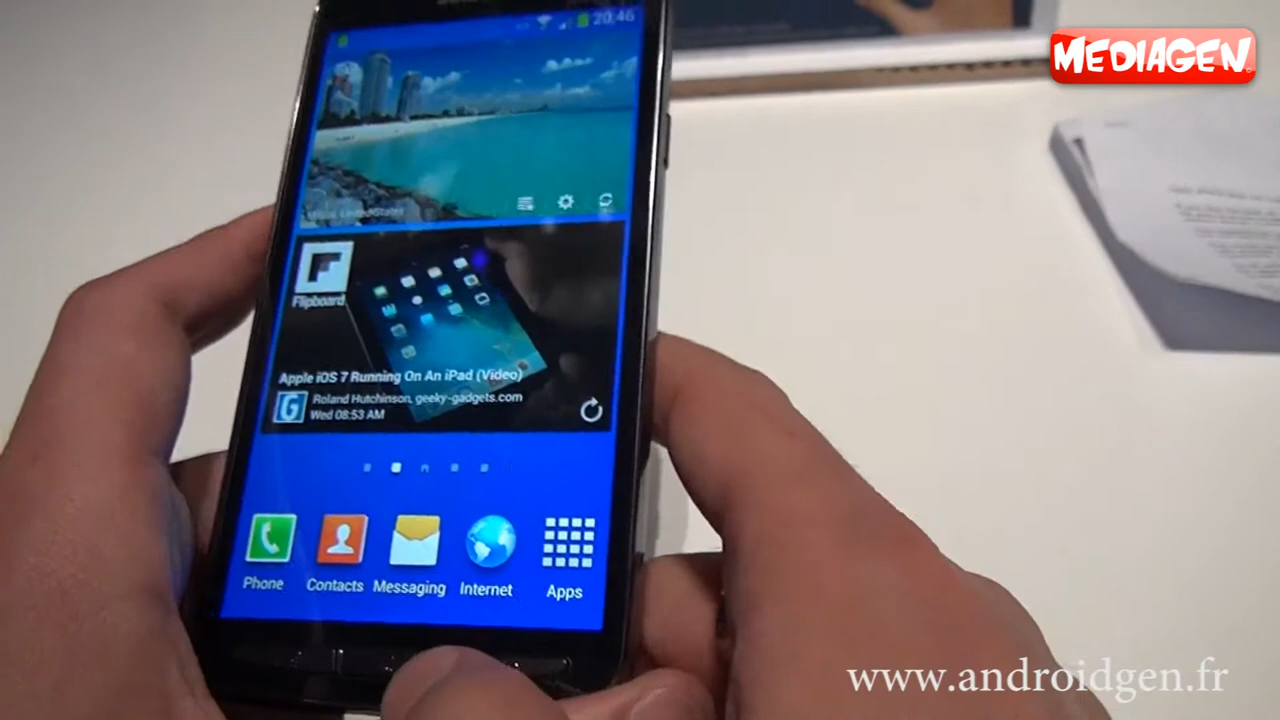 20:46
MEDIAGEN
Flipboard
Apple iOS 7 Running On An iPad (Video)
Roland Hutchinson, geeky-gadgets.com
Wed 08:53 AM
Phone
Contacts
Messaging
Internet
Apps
www.androidgen.fr